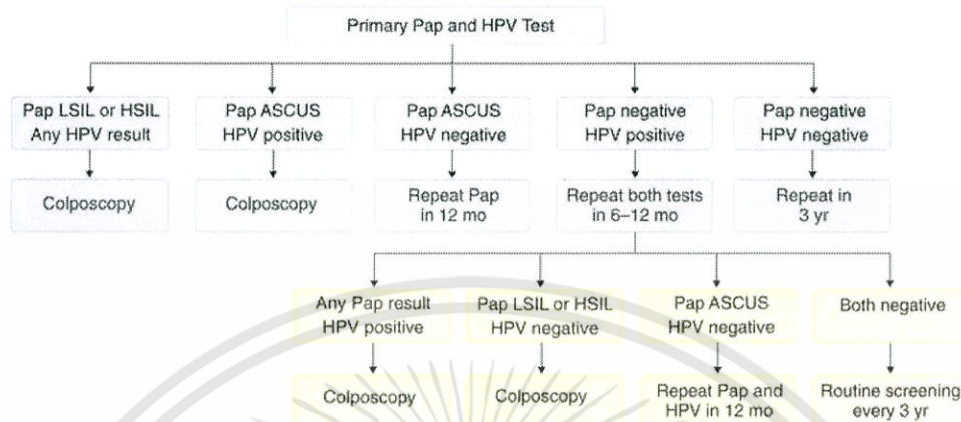 Primary Pap and HPV Test
Pap LSIL or HSIL
Any HPV result
Pap ASCUS
HPV positive
Pap ASCUS
HPV negative
Pap negative
HPV positive
Pap negative
HPV negative
Colposcopy
Colposcopy
Repeat Pap
in 12 mo
Repeat both tests
in 6–12 mo
Repeat in
3 yr
Any Pap result
HPV positive
Pap LSIL or HSIL
HPV negative
Pap ASCUS
HPV negative
Both negative
Colposcopy
Colposcopy
Repeat Pap and
HPV in 12 mo
Routine screening
every 3 yr